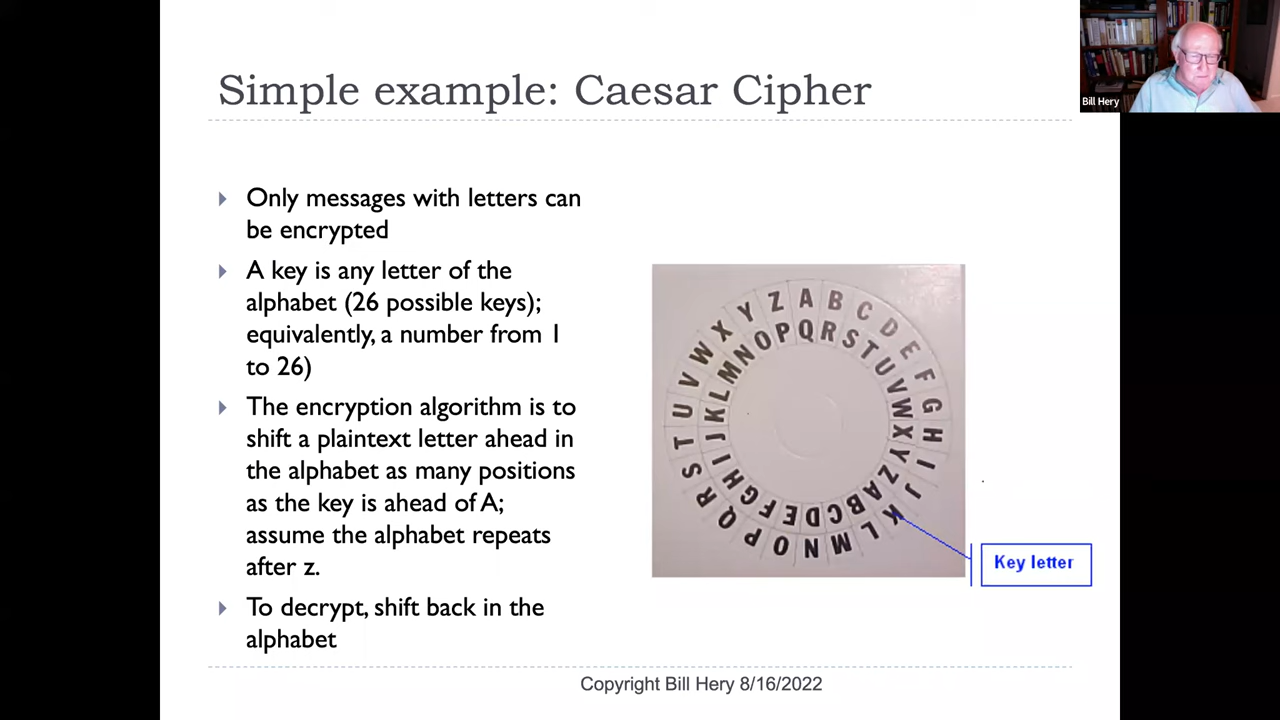 Simple example: Caesar Cipher
Bill Hery
Only messages with letters can
be encrypted
A key is any letter of the
alphabet (26 possible keys);
equivalently, a number from 1
to 26)
The encryption algorithm is to
shift a plaintext letter ahead in
the alphabet as many positions
as the key is ahead of A;
assume the alphabet repeats
after z.
To decrypt, shift back in the
alphabet
A B C D E F G H I J K L M N O P Q R S T U V W X Y Z
Q R S T U V W X Y Z A B C D E F G H I J K L M N O P
Key letter
Copyright Bill Hery 8/16/2022